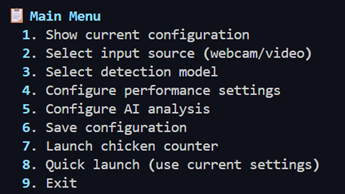 📋 Main Menu
1. Show current configuration
2. Select input source (webcam/video)
3. Select detection model
4. Configure performance settings
5. Configure AI analysis
6. Save configuration
7. Launch chicken counter
8. Quick launch (use current settings)
9. Exit